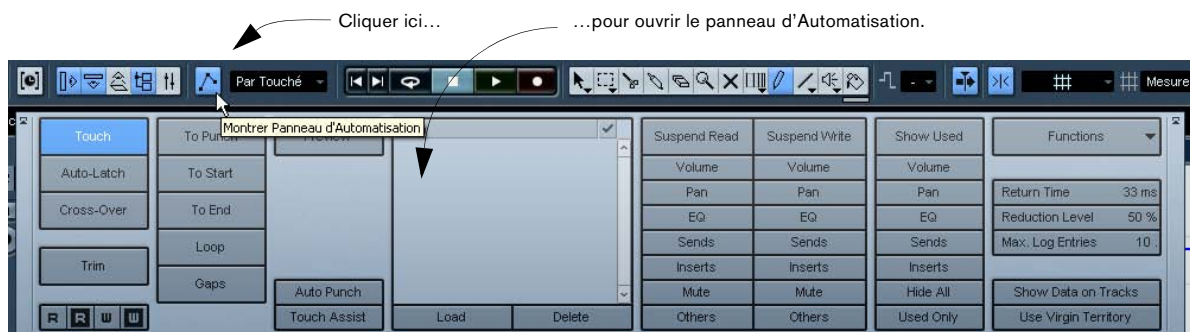 Cliquer ici…
…pour ouvrir le panneau d'Automatisation.
Par Touché
Mesure
Montrer Panneau d'Automatisation
Touch
To Punch
Preview
Suspend Read
Suspend Write
Show Used
Functions
Auto-Latch
To Start
Volume
Volume
Volume
Pan
Pan
Pan
Return Time 33 ms
Cross-Over
To End
EQ
EQ
EQ
Reduction Level 50 %
Loop
Sends
Sends
Sends
Max. Log Entries 10
Trim
Inserts
Inserts
Inserts
Gaps
Auto Punch
Mute
Mute
Hide All
Show Data on Tracks
R R W W
Touch Assist
Load
Delete
Others
Others
Used Only
Use Virgin Territory